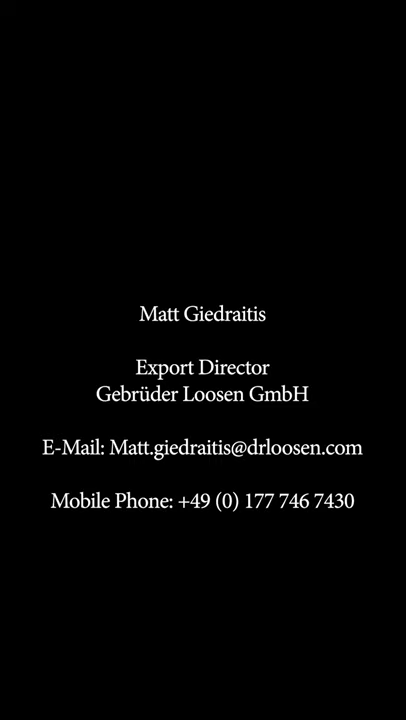 Matt Giedraitis
Export Director
Gebrüder Loosen GmbH
E-Mail: Matt.giedraitis@drloosen.com
Mobile Phone: +49 (0) 177 746 7430